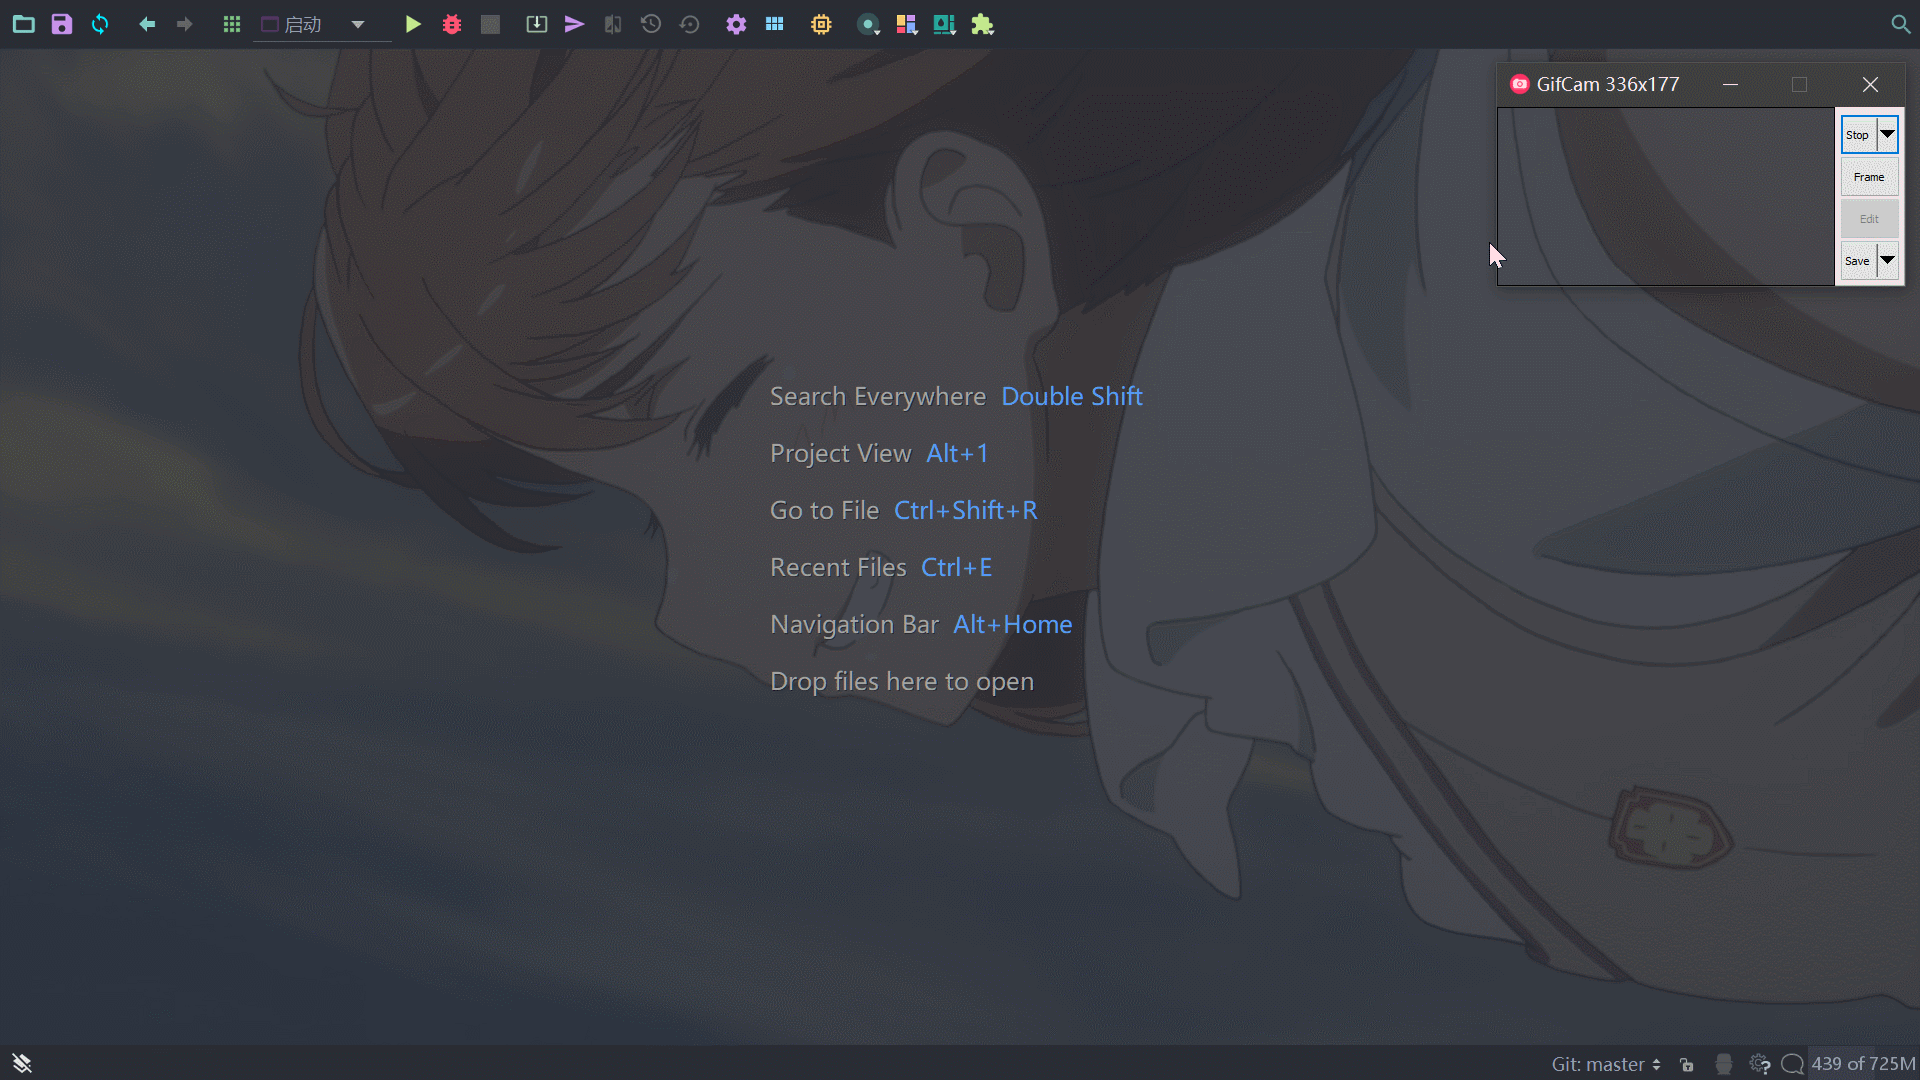 启动
GifCam 336x177
Stop
Frame
Edit
Save
Search Everywhere Double Shift
Project View Alt+1
Go to File Ctrl+Shift+R
Recent Files Ctrl+E
Navigation Bar Alt+Home
Drop files here to open
Git: master 439 of 725M